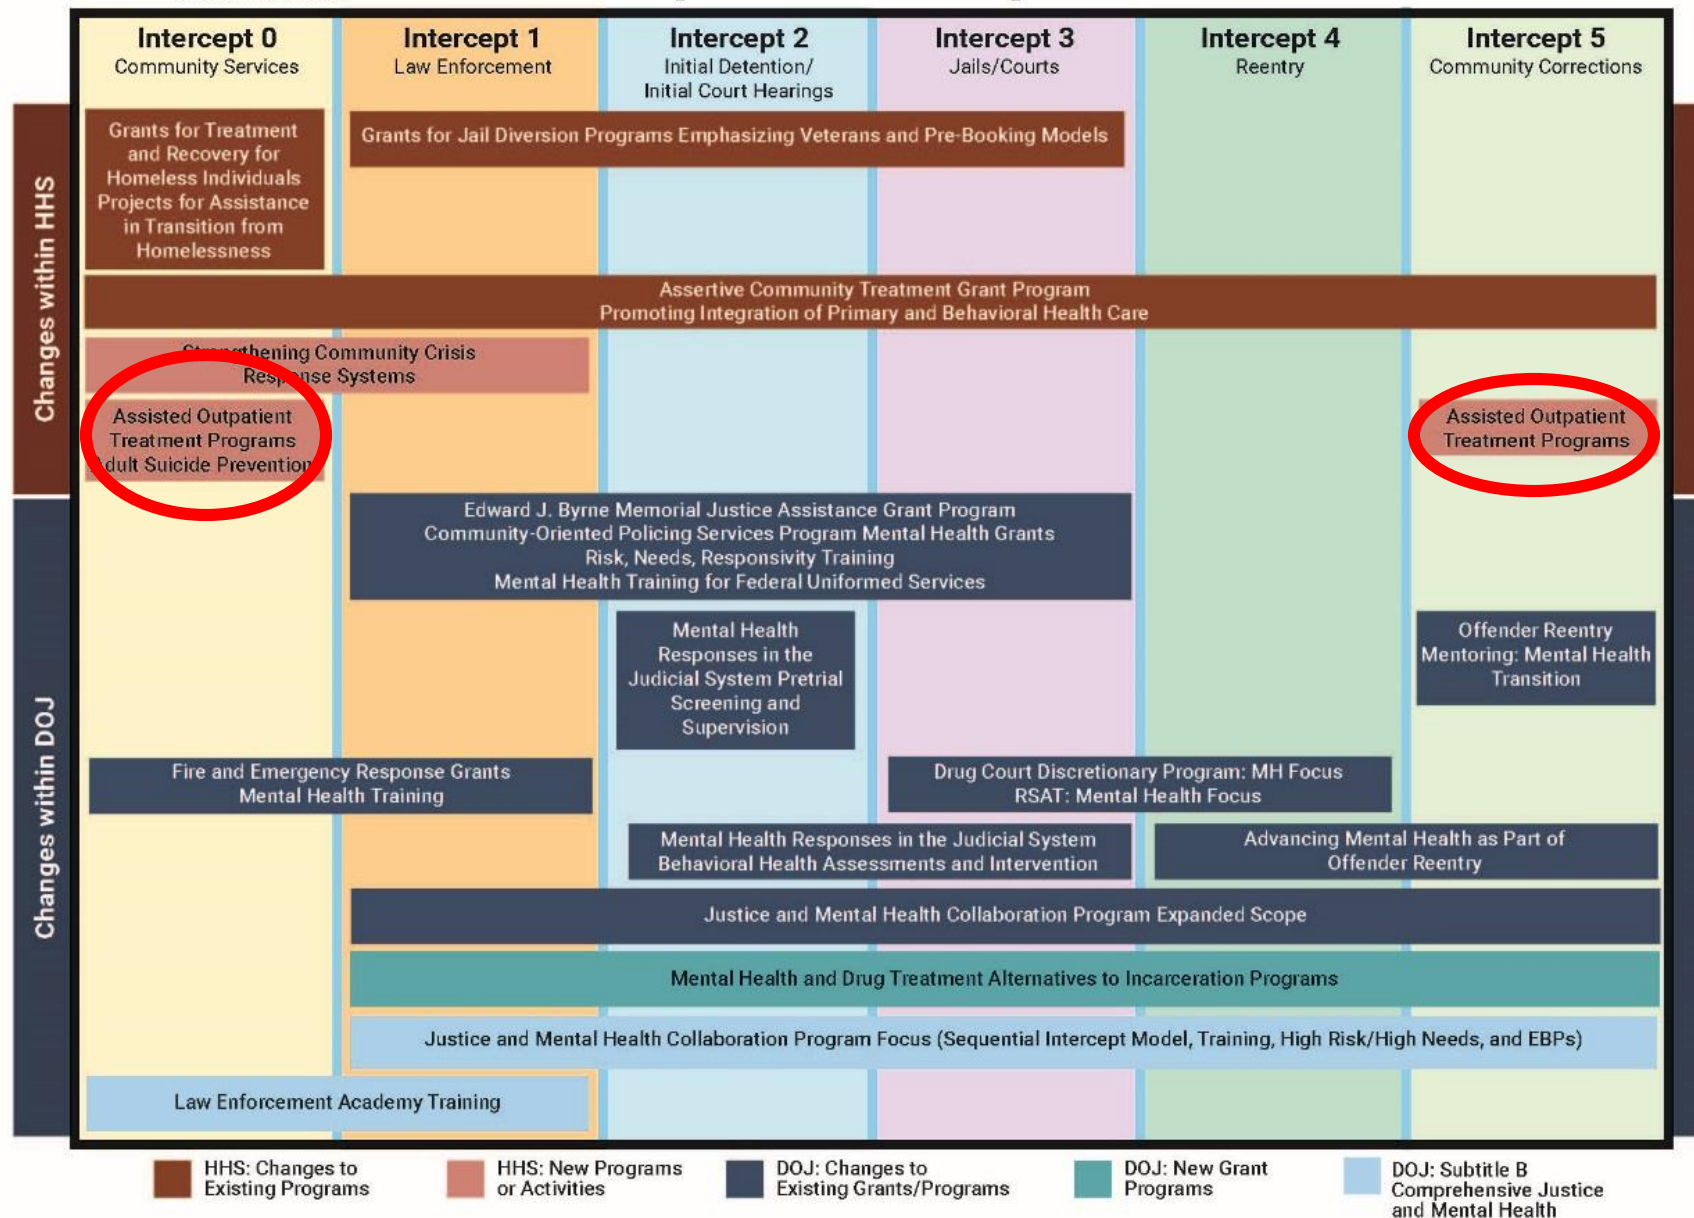 Intercept 0
Community Services
Intercept 1
Law Enforcement
Intercept 2
Initial Detention/
Initial Court Hearings
Intercept 3
Jails/Courts
Intercept 4
Reentry
Intercept 5
Community Corrections
Changes within HHS
Grants for Treatment
and Recovery for
Homeless Individuals
Projects for Assistance
in Transition from
Homelessness
Grants for Jail Diversion Programs Emphasizing Veterans and Pre-Booking Models
Assertive Community Treatment Grant Program
Promoting Integration of Primary and Behavioral Health Care
Strengthening Community Crisis
Response Systems
Assisted Outpatient
Treatment Programs
Adult Suicide Prevention
Assisted Outpatient
Treatment Programs
Changes within DOJ
Edward J. Byrne Memorial Justice Assistance Grant Program
Community-Oriented Policing Services Program Mental Health Grants
Risk, Needs, Responsivity Training
Mental Health Training for Federal Uniformed Services
Mental Health
Responses in the
Judicial System Pretrial
Screening and
Supervision
Offender Reentry
Mentoring: Mental Health
Transition
Fire and Emergency Response Grants
Mental Health Training
Drug Court Discretionary Program: MH Focus
RSAT: Mental Health Focus
Mental Health Responses in the Judicial System
Behavioral Health Assessments and Intervention
Advancing Mental Health as Part of
Offender Reentry
Justice and Mental Health Collaboration Program Expanded Scope
Mental Health and Drug Treatment Alternatives to Incarceration Programs
Justice and Mental Health Collaboration Program Focus (Sequential Intercept Model, Training, High Risk/High Needs, and EBPs)
Law Enforcement Academy Training
HHS: Changes to
Existing Programs
HHS: New Programs
or Activities
DOJ: Changes to
Existing Grants/Programs
DOJ: New Grant
Programs
DOJ: Subtitle B
Comprehensive Justice
and Mental Health